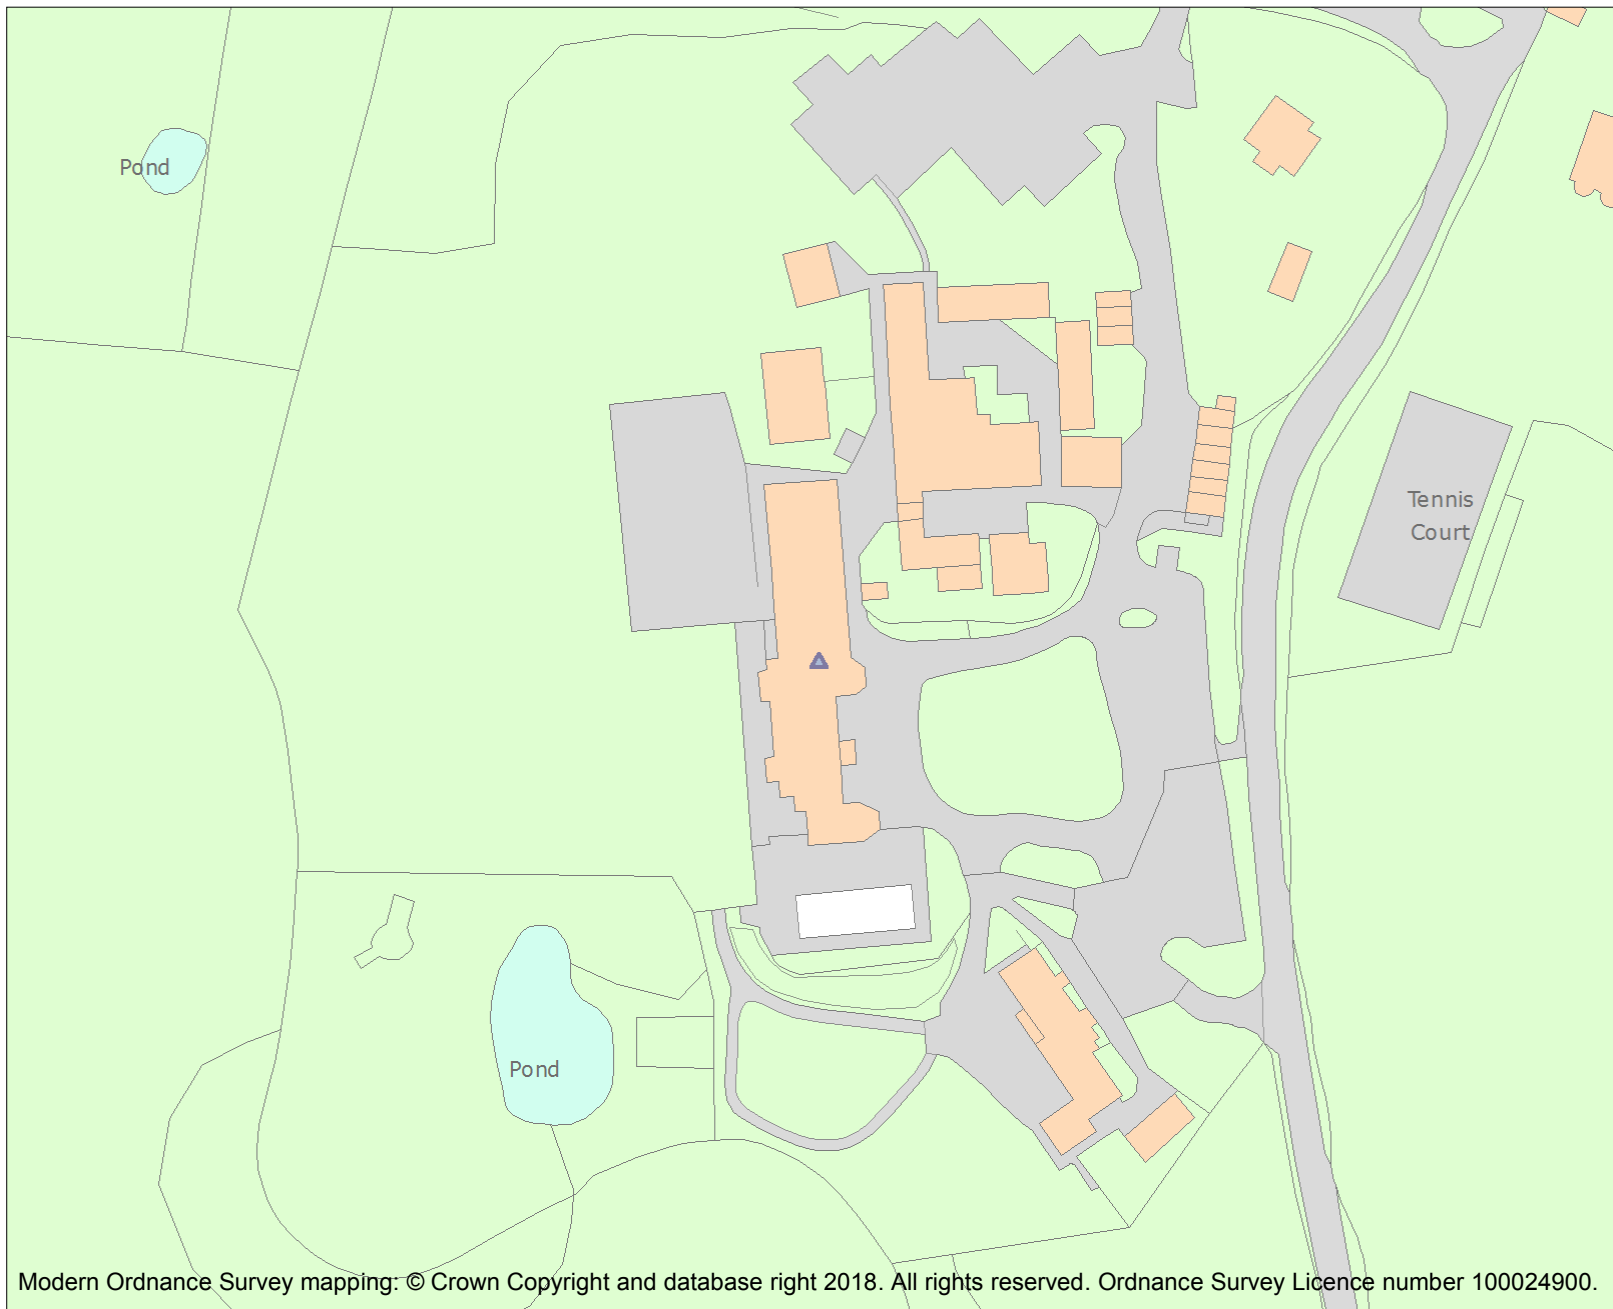 Pond
Tennis
Court
Pond
Modern Ordnance Survey mapping: © Crown Copyright and database right 2018. All rights reserved. Ordnance Survey Licence number 100024900.